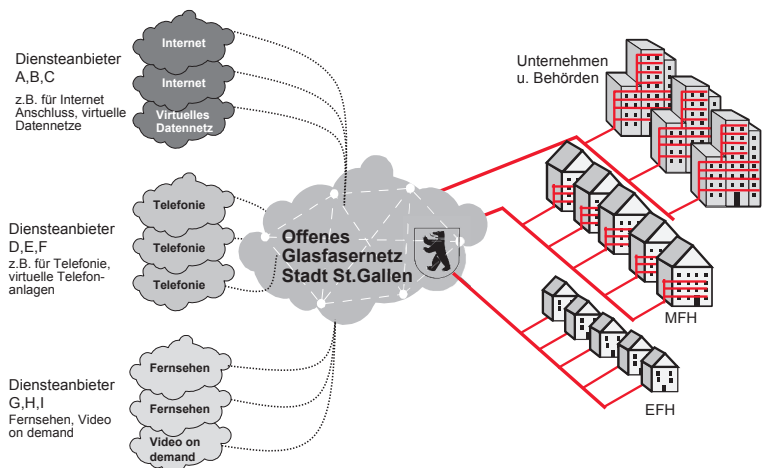 Diensteanbieter
A,B,C
z.B. für Internet
Anschluss, virtuelle
Datennetze
Internet
Internet
Virtuelles
Datennetz
Diensteanbieter
D,E,F
z.B. für Telefonie,
virtuelle Telefon-
anlagen
Telefonie
Telefonie
Telefonie
Diensteanbieter
G,H,I
Fernsehen, Video
on demand
Fernsehen
Fernsehen
Video on
demand
Offenes
Glasfasernetz
Stadt St.Gallen
Unternehmen
u. Behörden
MFH
EFH